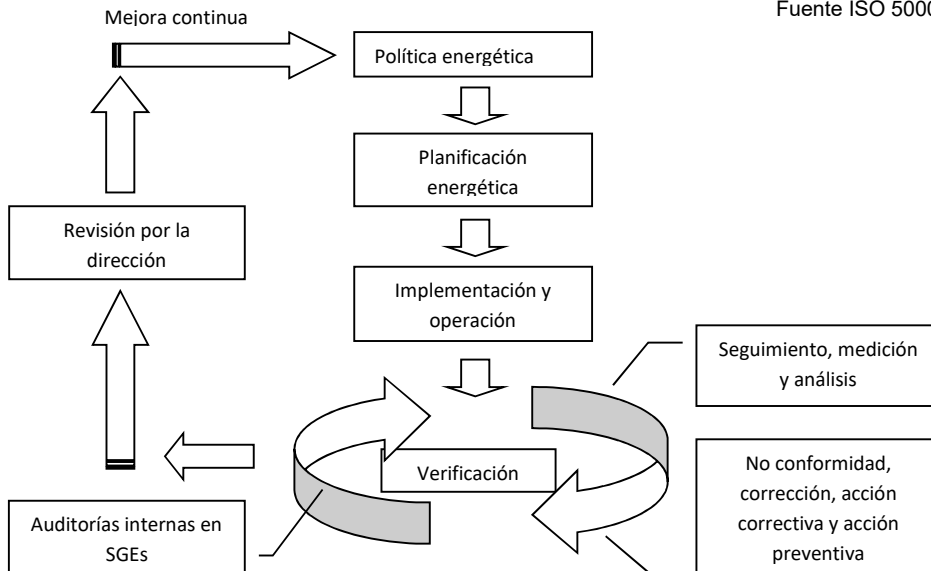 Mejora continua
Fuente ISO 5000
Política energética
Planificación
energética
Revisión por la
dirección
Implementación y
operación
Seguimiento, medición
y análisis
Verificación
No conformidad,
corrección, acción
correctiva y acción
preventiva
Auditorías internas en
SGEs